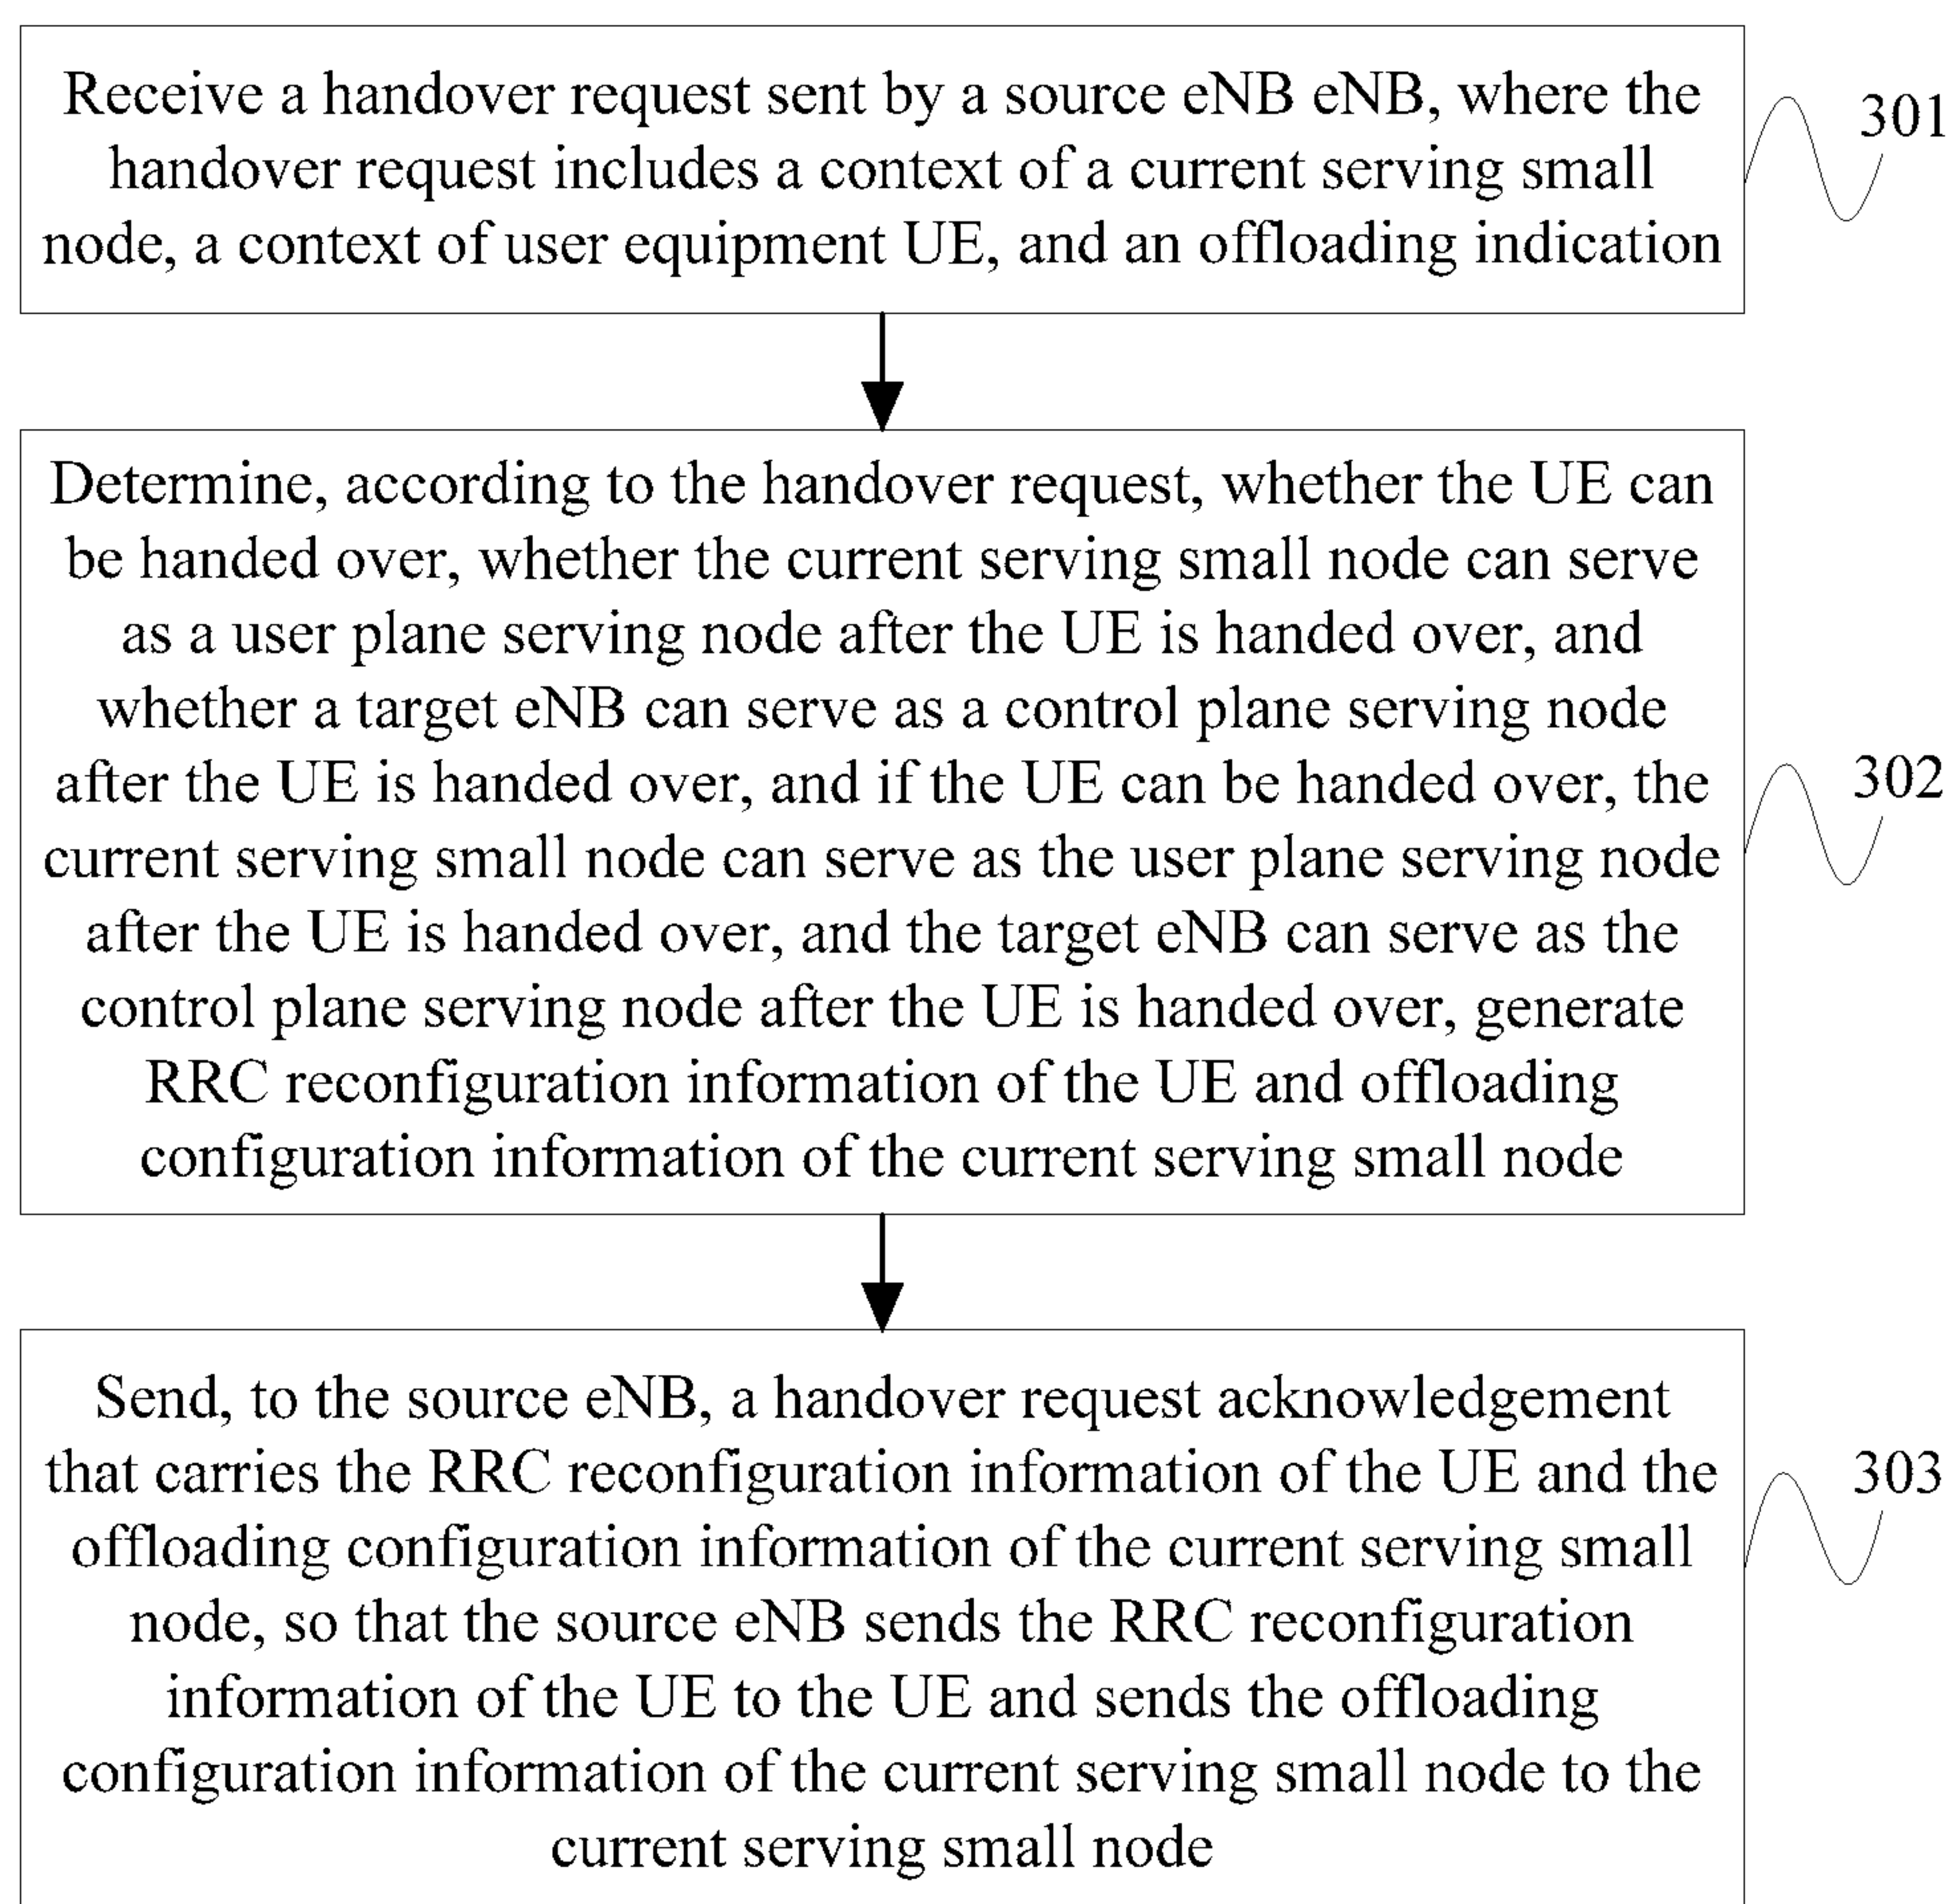 Receive a handover request sent by a source eNB eNB, where the
handover request includes a context of a current serving small
node, a context of user equipment UE, and an offloading indication
301
Determine, according to the handover request, whether the UE can
be handed over, whether the current serving small node can serve
as a user plane serving node after the UE is handed over, and
whether a target eNB can serve as a control plane serving node
after the UE is handed over, and if the UE can be handed over, the
current serving small node can serve as the user plane serving node
after the UE is handed over, and the target eNB can serve as the
control plane serving node after the UE is handed over, generate
RRC reconfiguration information of the UE and offloading
configuration information of the current serving small node
302
Send, to the source eNB, a handover request acknowledgement
that carries the RRC reconfiguration information of the UE and the
offloading configuration information of the current serving small
node, so that the source eNB sends the RRC reconfiguration
information of the UE to the UE and sends the offloading
configuration information of the current serving small node to the
current serving small node
303